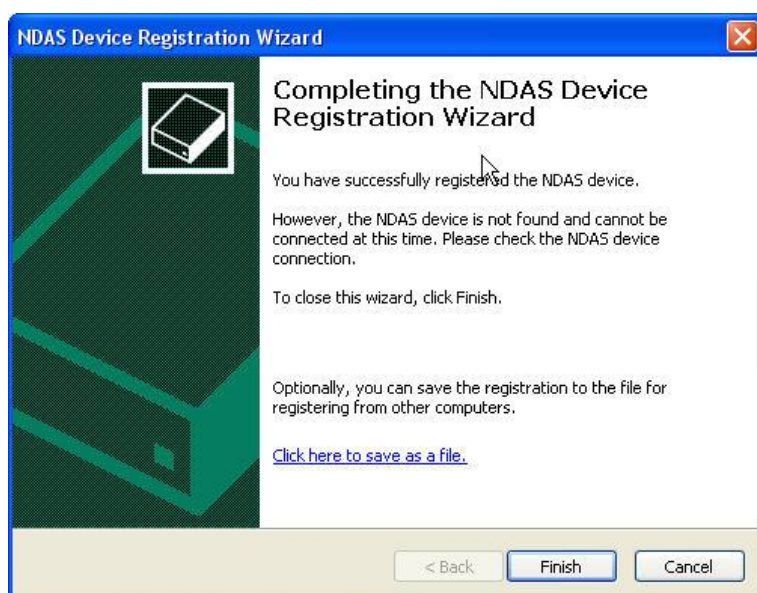 NDAS Device Registration Wizard
Completing the NDAS Device
Registration Wizard
You have successfully registered the NDAS device.
However, the NDAS device is not found and cannot be
connected at this time. Please check the NDAS device
connection.
To close this wizard, click Finish.
Optionally, you can save the registration to the file for
registering from other computers.
Click here to save as a file.
< Back
Finish
Cancel